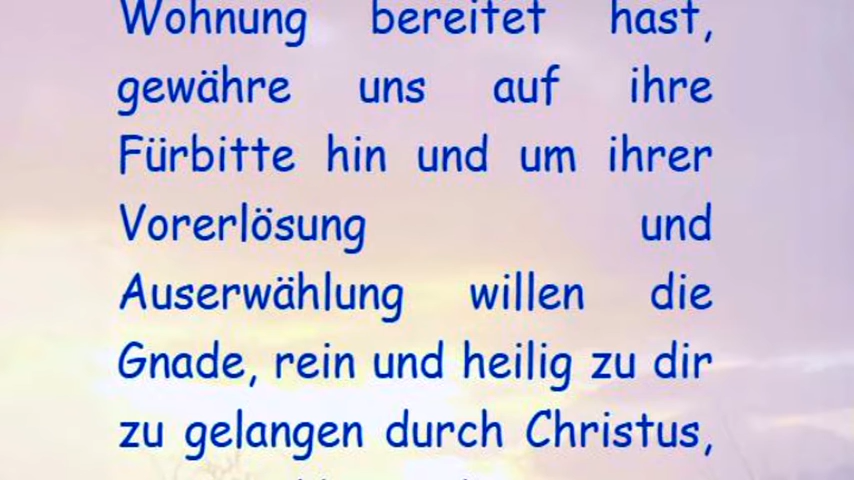 Wohnung bereitet hast,
gewähre uns auf ihre
Fürbitte hin und um ihrer
Vorerlösung und
Auserwählung willen die
Gnade, rein und heilig zu dir
zu gelangen durch Christus,